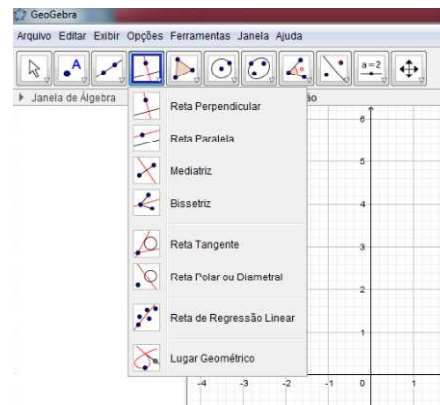 GeoGebra
Arquivo Editar Exibir Opções Ferramentas Janela Ajuda
A
α
a=2
Janela de Álgebra
ão
Reta Perpendicular
Reta Paralela
Mediatriz
Bissetriz
Reta Tangente
Reta Polar ou Diametral
Reta de Regressão Linear
Lugar Geométrico
6
5
4
3
2
1
-4 -3 -2 -1 0 1